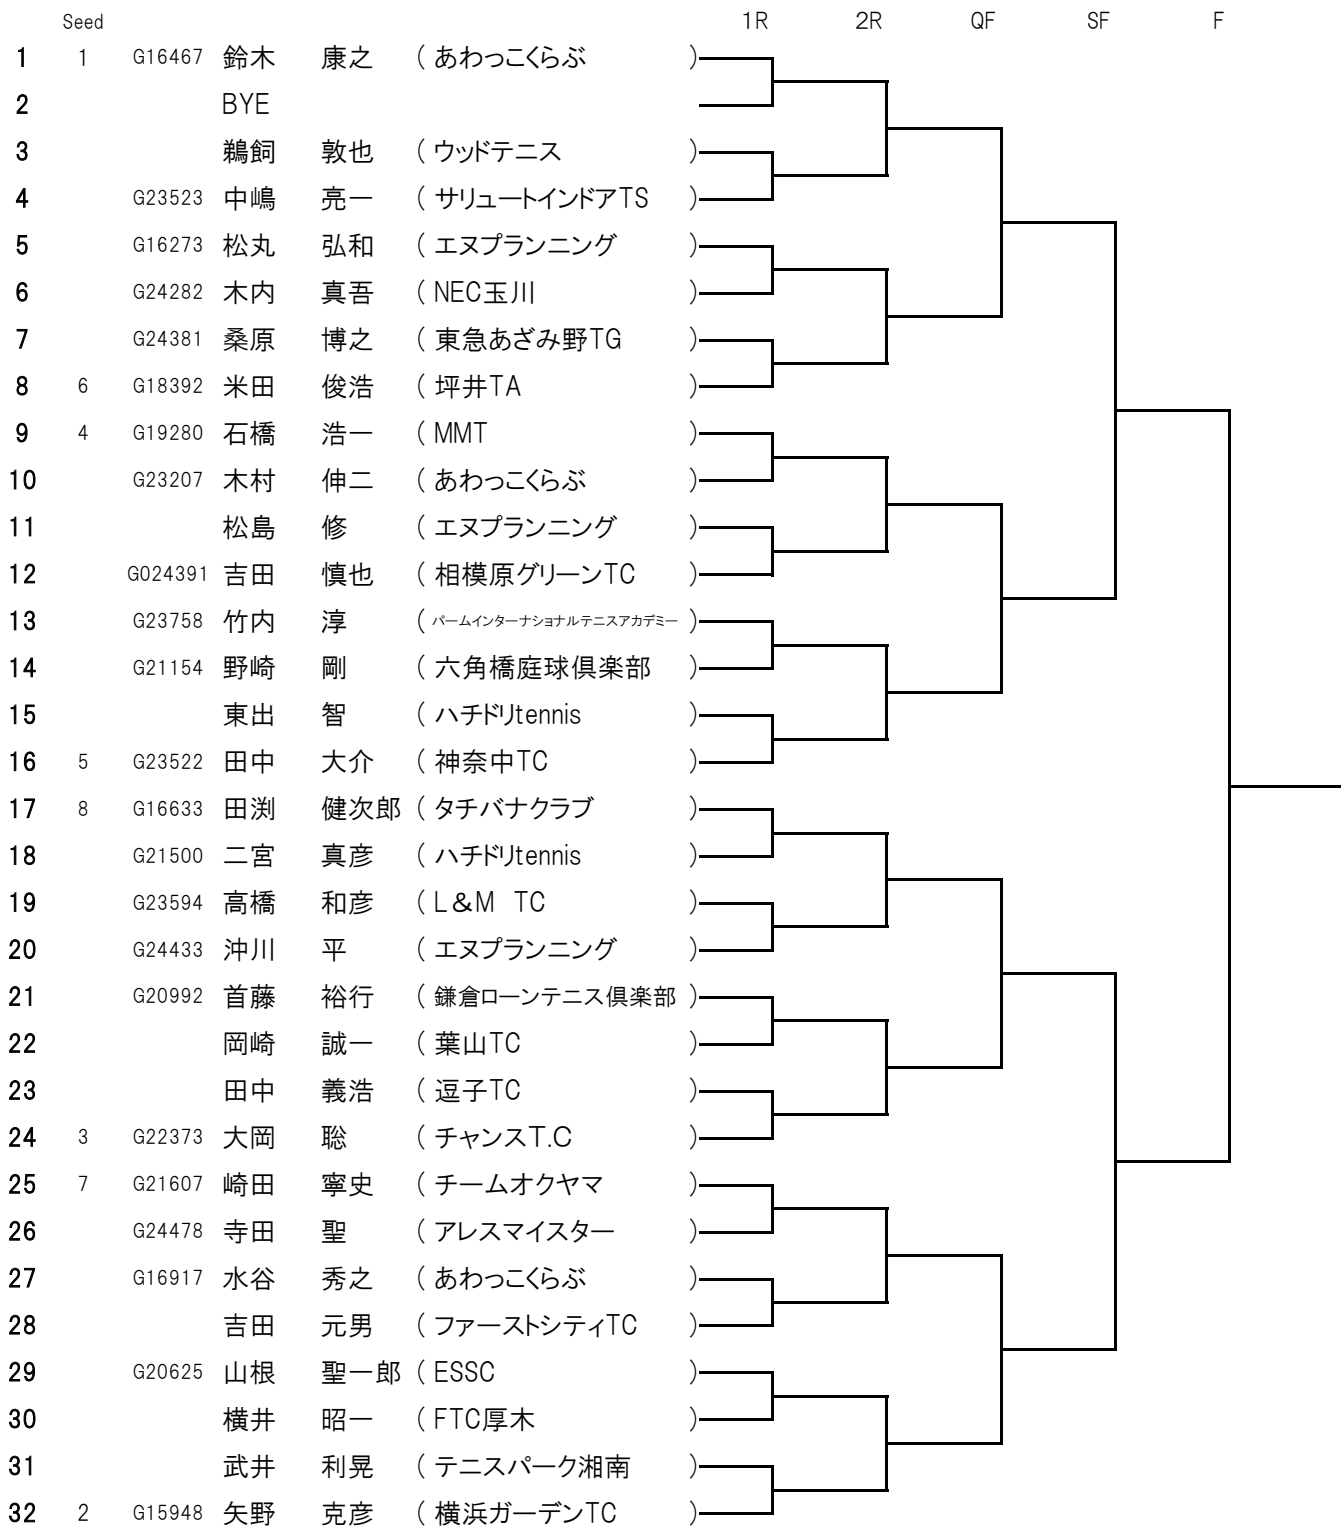 Seed 1R 2R QF SF F
1 1 G16467 鈴木 康之 ( あわっこくらぶ )
2 BYE
3 鵜飼 敦也 ( ウッドテニス )
4 G23523 中嶋 亮一 ( サリュートインドアTS )
5 G16273 松丸 弘和 ( エヌプランニング )
6 G24282 木内 真吾 ( NEC玉川 )
7 G24381 桑原 博之 ( 東急あざみ野TG )
8 6 G18392 米田 俊浩 ( 坪井TA )
9 4 G19280 石橋 浩一 ( MMT )
10 G23207 木村 伸二 ( あわっこくらぶ )
11 松島 修 ( エヌプランニング )
12 G024391 吉田 慎也 ( 相模原グリーンTC )
13 G23758 竹内 淳 ( パームインターナショナルテニスアカデミー )
14 G21154 野崎 剛 ( 六角橋庭球倶楽部 )
15 東出 智 ( ハチドリtennis )
16 5 G23522 田中 大介 ( 神奈中TC )
17 8 G16633 田渕 健次郎 ( タチバナクラブ )
18 G21500 二宮 真彦 ( ハチドリtennis )
19 G23594 高橋 和彦 ( L&M TC )
20 G24433 沖川 平 ( エヌプランニング )
21 G20992 首藤 裕行 ( 鎌倉ローンテニス倶楽部 )
22 岡崎 誠一 ( 葉山TC )
23 田中 義浩 ( 逗子TC )
24 3 G22373 大岡 聡 ( チャンスT.C )
25 7 G21607 崎田 寧史 ( チームオクヤマ )
26 G24478 寺田 聖 ( アレスマイスター )
27 G16917 水谷 秀之 ( あわっこくらぶ )
28 吉田 元男 ( ファーストシティTC )
29 G20625 山根 聖一郎 ( ESSC )
30 横井 昭一 ( FTC厚木 )
31 武井 利晃 ( テニスパーク湘南 )
32 2 G15948 矢野 克彦 ( 横浜ガーデンTC )